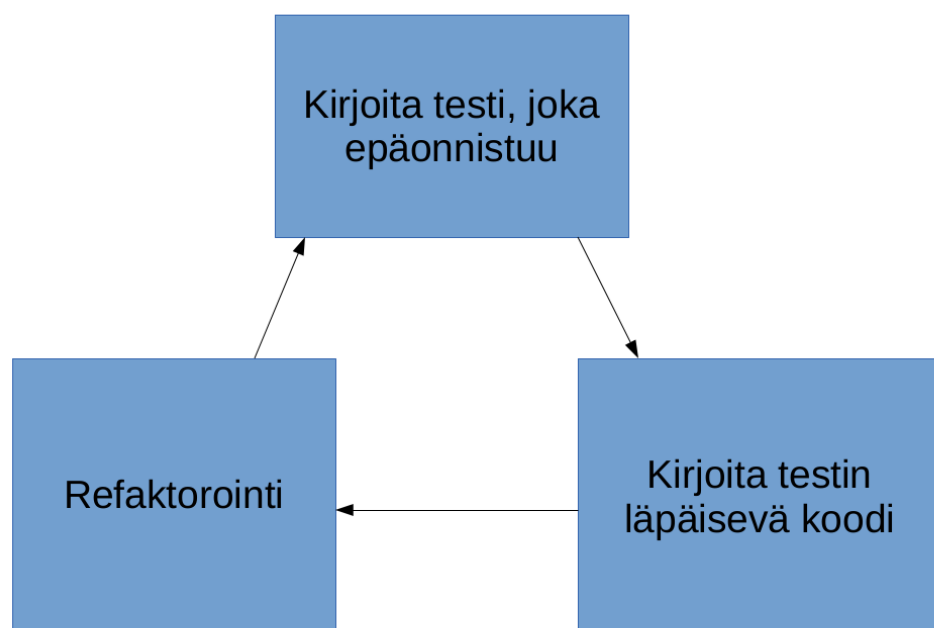 Kirjoita testi, joka
epäonnistuu
Refaktorointi
Kirjoita testin
läpäisevä koodi